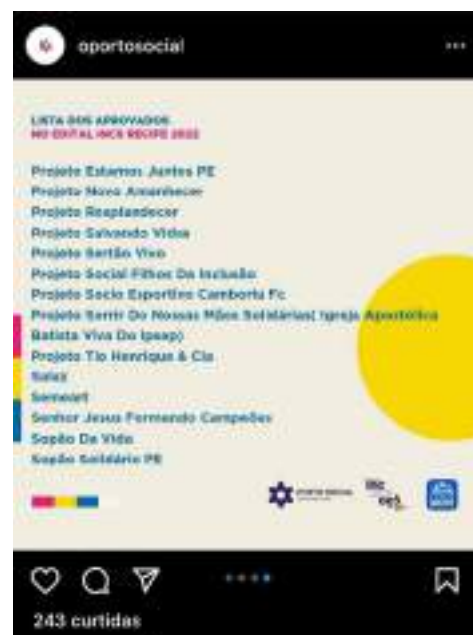 oportosocial
LISTA DOS APROVADOS
NO EDITAL INCS RECIFE 2022
Projeto Estamos Juntos PE
Projeto Novo Amanhecer
Projeto Resplandecer
Projeto Salvando Vidas
Projeto Sertão Vivo
Projeto Social Filhos Da Inclusão
Projeto Socio Esportivo Camboriu Fc
Projeto Sorrir Do Nossas Mãos Solidárias( Igreja Apostólica
Batista Viva Do Ipsep)
Projeto Tio Henrique & Cia
Semeart
Senhor Jesus Formando Campeões
Sopão Da Vida
Sopão Solidário PE
PORTO SOCIAL
243 curtidas